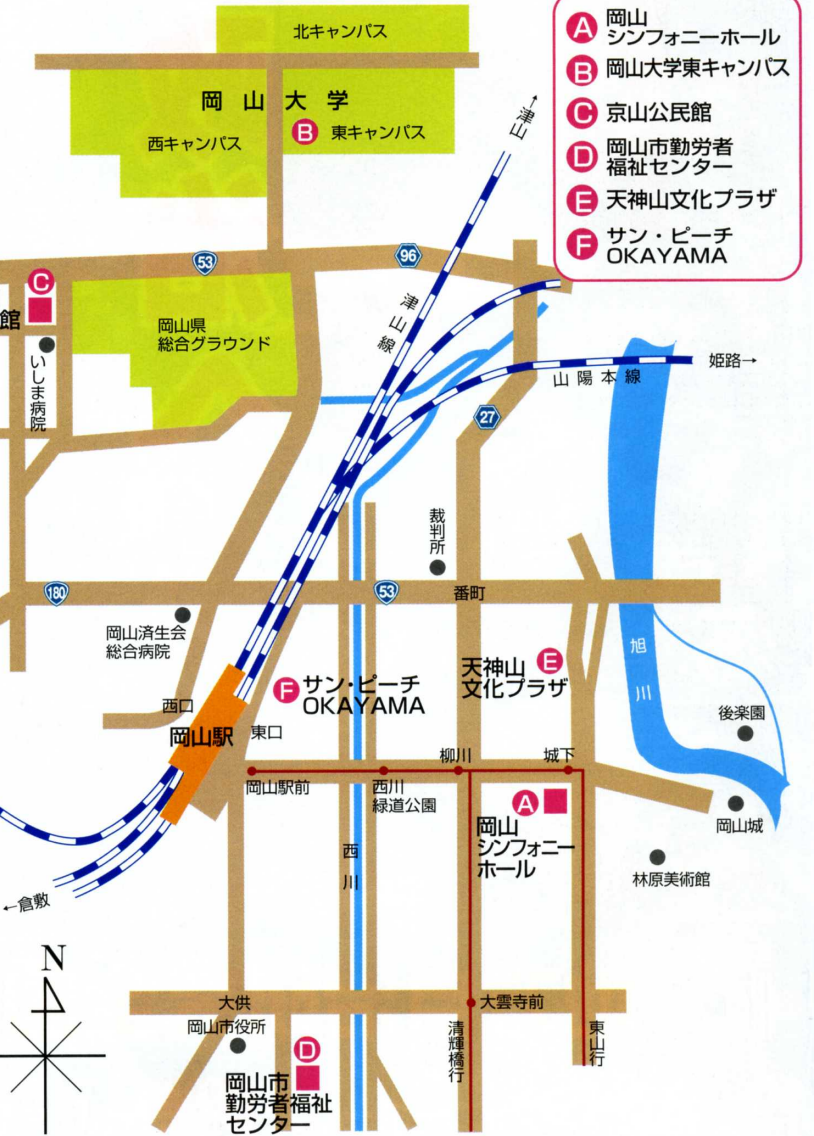 北キャンパス
岡山大学
西キャンパス
B
東キャンパス
↑津山
A
岡山
シンフォニーホール
B
岡山大学東キャンパス
C
京山公民館
D
岡山市勤労者
福祉センター
E
天神山文化プラザ
F
サン・ピーチ
OKAYAMA
53
96
C
館
いしま病院
岡山県
総合グラウンド
津山線
山陽本線
姫路→
27
裁判所
180
53
番町
岡山済生会
総合病院
旭川
西口
岡山駅
東口
F
サン・ピーチ
OKAYAMA
天神山
文化プラザ
E
後楽園
岡山駅前
西川
緑道公園
柳川
城下
A
岡山
シンフォニー
ホール
岡山城
林原美術館
西川
←倉敷
N
大供
岡山市役所
大雲寺前
清輝橋行
東山行
D
岡山市
勤労者福祉
センター